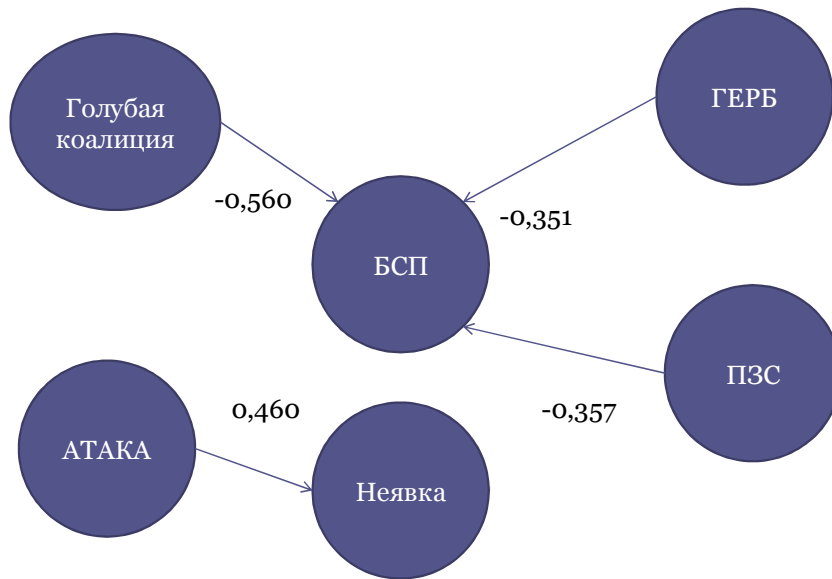 Голубая
коалиция
ГЕРБ
-0,560
-0,351
БСП
ПЗС
0,460
-0,357
АТАКА
Неявка